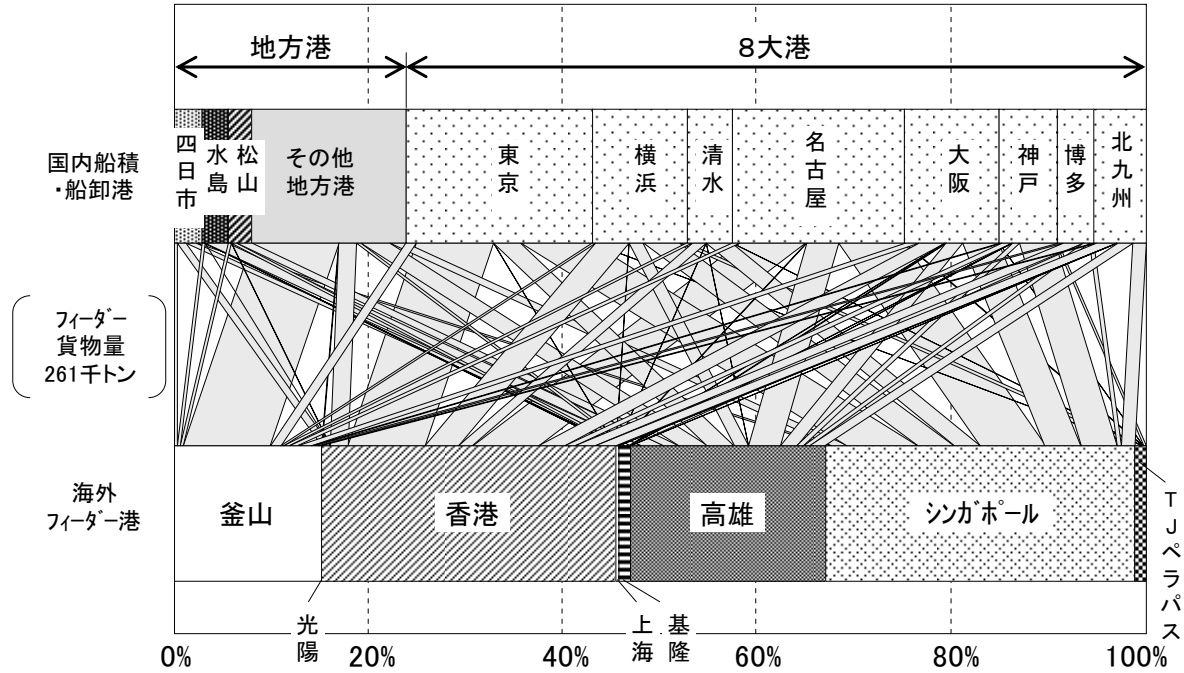 地方港
8大港
国内船積
・船卸港
四日市
水島
松山
その他
地方港
東京
横浜
清水
名古屋
大阪
神戸
博多
北九州
フィーダー
貨物量
261千トン
海外
フィーダー港
釜山
香港
高雄
シンガポール
TJペラパス
光陽
上海
基隆
0%
20%
40%
60%
80%
100%